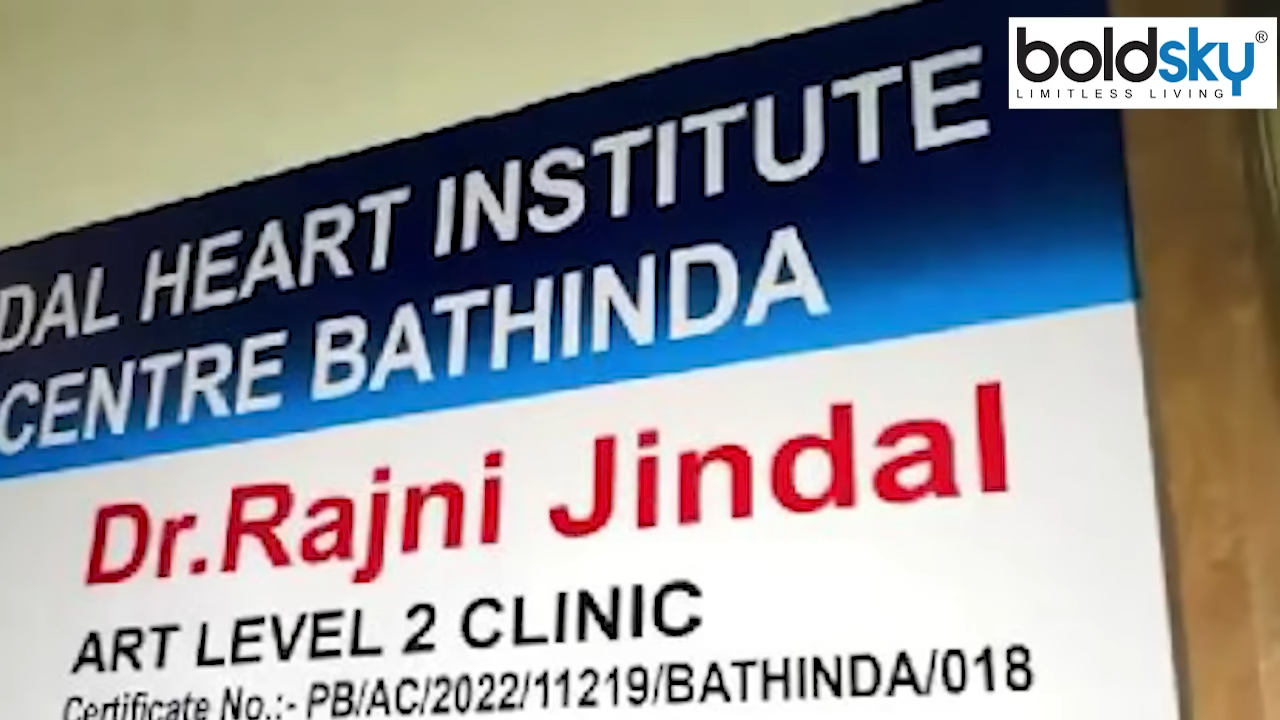 boldsky®
LIMITLESS LIVING
DAL HEART INSTITUTE
CENTRE BATHINDA
Dr.Rajni Jindal
ART LEVEL 2 CLINIC
Certificate No.:- PB/AC/2022/11219/BATHINDA/018